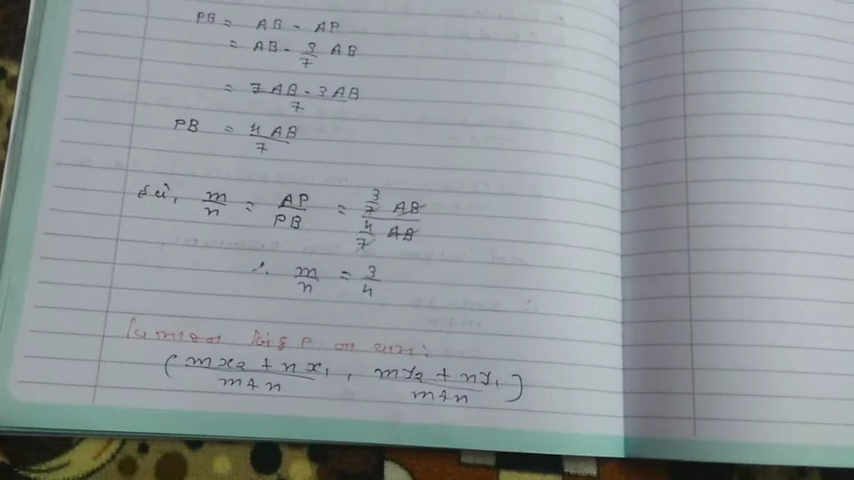 PB = AB - AP
= AB - 3/7 AB
= 7AB - 3AB / 7
PB = 4AB / 7
હવે, m/n = AP/PB = 3/7 AB / 4/7 AB
∴ m/n = 3/4
વિભાજન બિંદુ P ના યામ:
( mx₂ + nx₁ / m+n , my₂ + ny₁ / m+n )